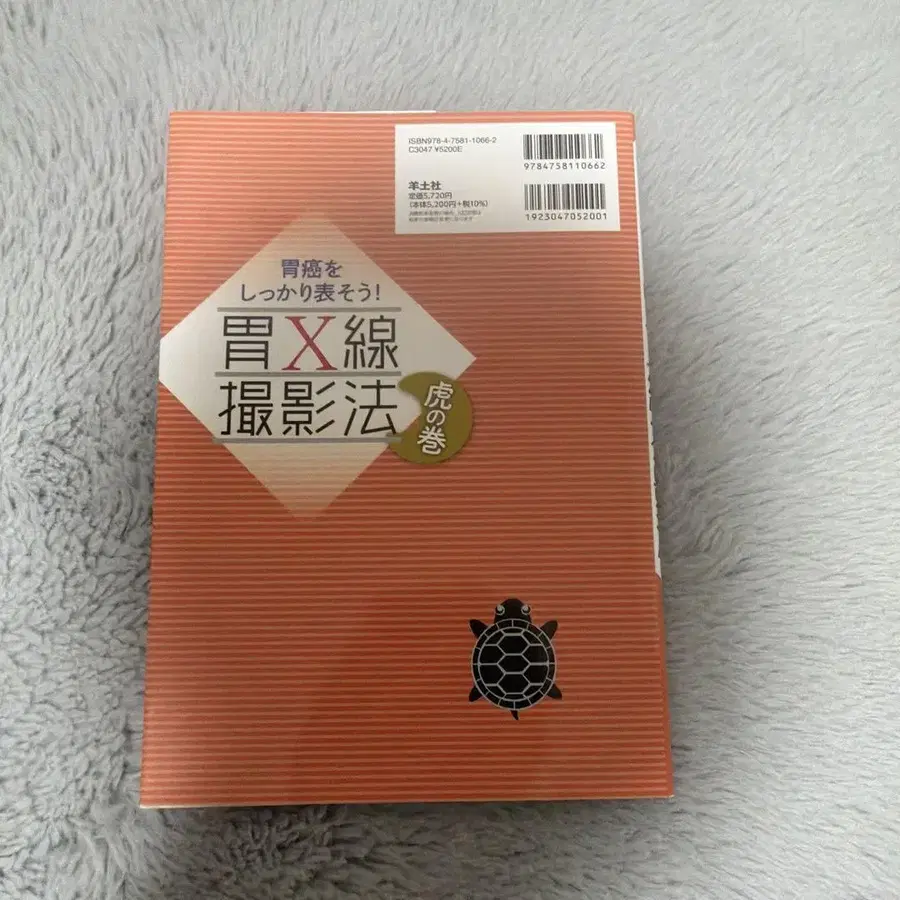 ISBN978-4-7581-1066-2
C3047 ¥5200E
9784758110662
羊土社
定価5,720円
(本体5,200円+税10%)
1923047052001
胃癌を
しっかり表そう!
胃X線
撮影法
虎の巻